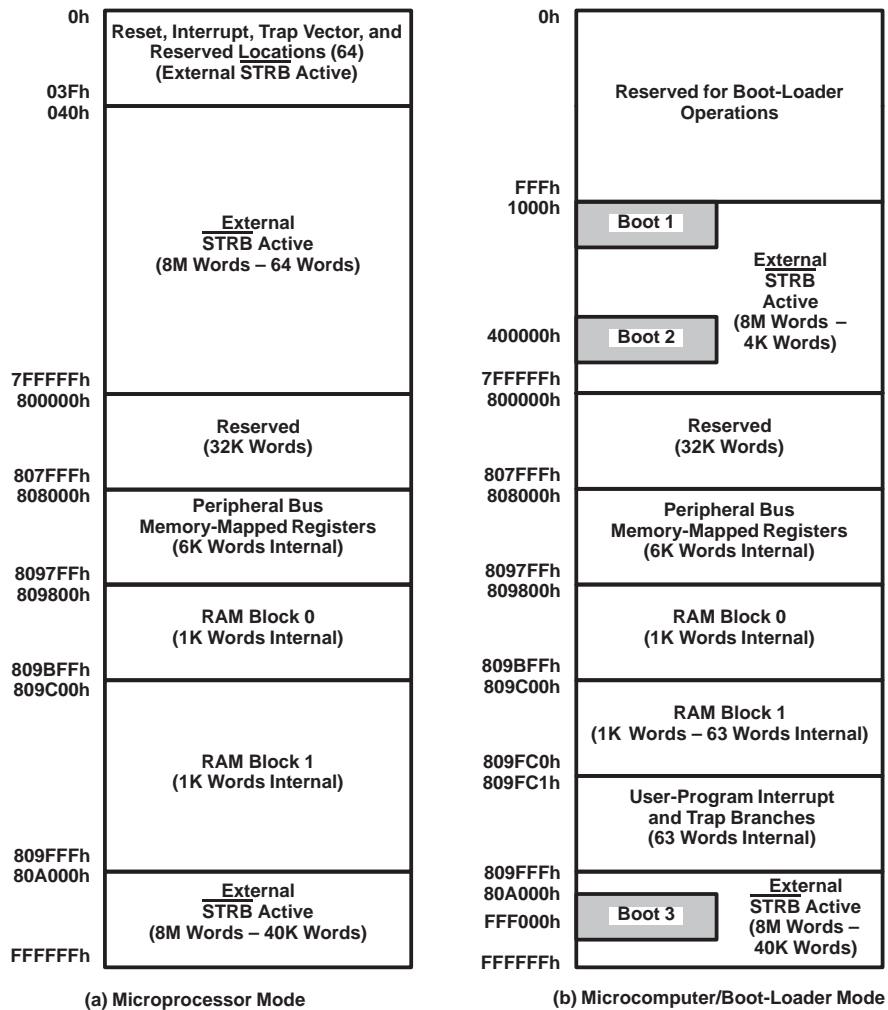 0h
Reset, Interrupt, Trap Vector, and
Reserved Locations (64)
(External STRB Active)
03Fh
040h
External
STRB Active
(8M Words – 64 Words)
7FFFFFh
800000h
Reserved
(32K Words)
807FFFh
808000h
Peripheral Bus
Memory-Mapped Registers
(6K Words Internal)
8097FFh
809800h
RAM Block 0
(1K Words Internal)
809BFFh
809C00h
RAM Block 1
(1K Words Internal)
809FFFh
80A000h
External
STRB Active
(8M Words – 40K Words)
FFFFFFh
(a) Microprocessor Mode
0h
Reserved for Boot-Loader
Operations
FFFh
1000h
Boot 1
External
STRB
Active
(8M Words –
4K Words)
400000h
Boot 2
7FFFFFh
800000h
Reserved
(32K Words)
807FFFh
808000h
Peripheral Bus
Memory-Mapped Registers
(6K Words Internal)
8097FFh
809800h
RAM Block 0
(1K Words Internal)
809BFFh
809C00h
RAM Block 1
(1K Words – 63 Words Internal)
809FC0h
809FC1h
User-Program Interrupt
and Trap Branches
(63 Words Internal)
809FFFh
80A000h
FFF000h
Boot 3
External
STRB Active
(8M Words –
40K Words)
FFFFFFh
(b) Microcomputer/Boot-Loader Mode